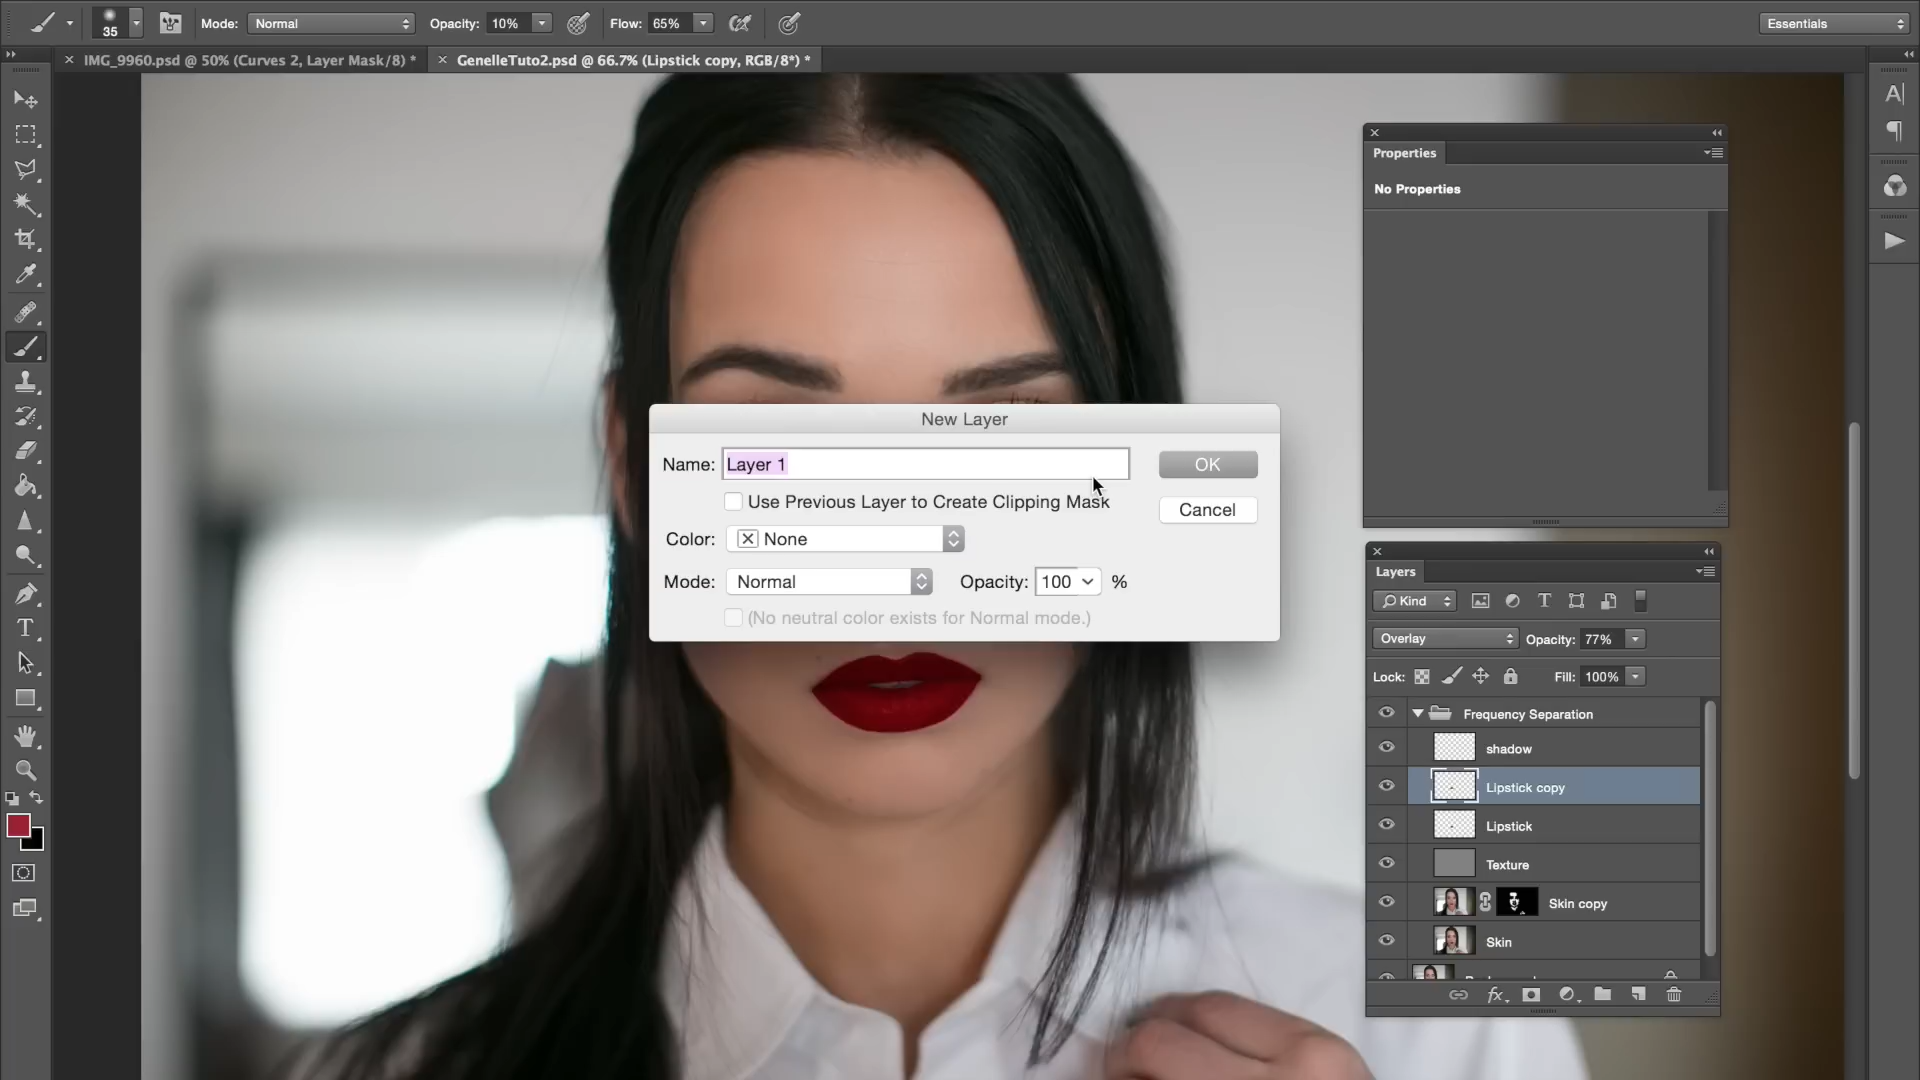 35
Mode: Normal
Opacity: 10%
Flow: 65%
Essentials
IMG_9960.psd @ 50% (Curves 2, Layer Mask/8) *
GenelleTuto2.psd @ 66.7% (Lipstick copy, RGB/8*) *
Properties
No Properties
New Layer
Name: Layer 1
OK
Use Previous Layer to Create Clipping Mask
Cancel
Color: None
Mode: Normal
Opacity: 100 %
(No neutral color exists for Normal mode.)
Layers
Kind
Overlay
Opacity: 77%
Lock:
Fill: 100%
Frequency Separation
shadow
Lipstick copy
Lipstick
Texture
Skin copy
Skin